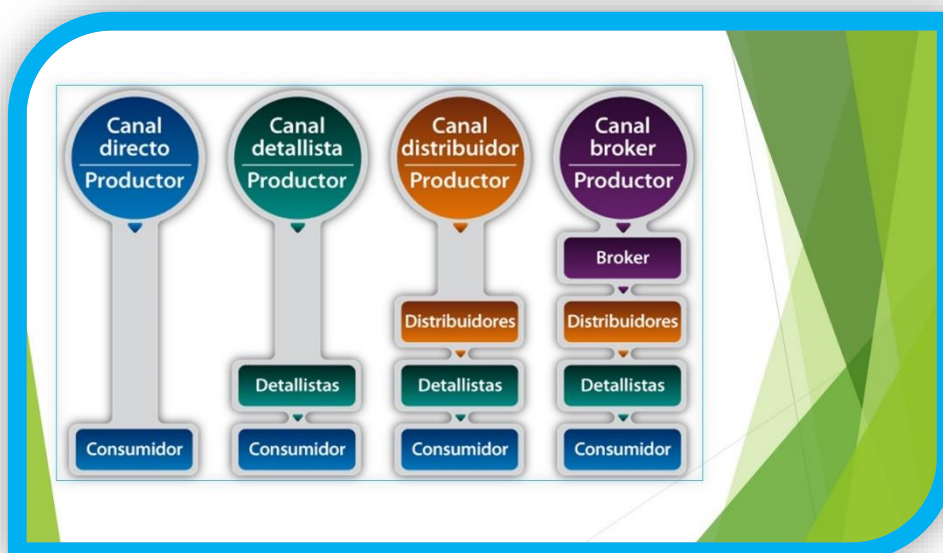 Canal
directo
Productor
Consumidor
Canal
detallista
Productor
Detallistas
Consumidor
Canal
distribuidor
Productor
Distribuidores
Detallistas
Consumidor
Canal
broker
Productor
Broker
Distribuidores
Detallistas
Consumidor